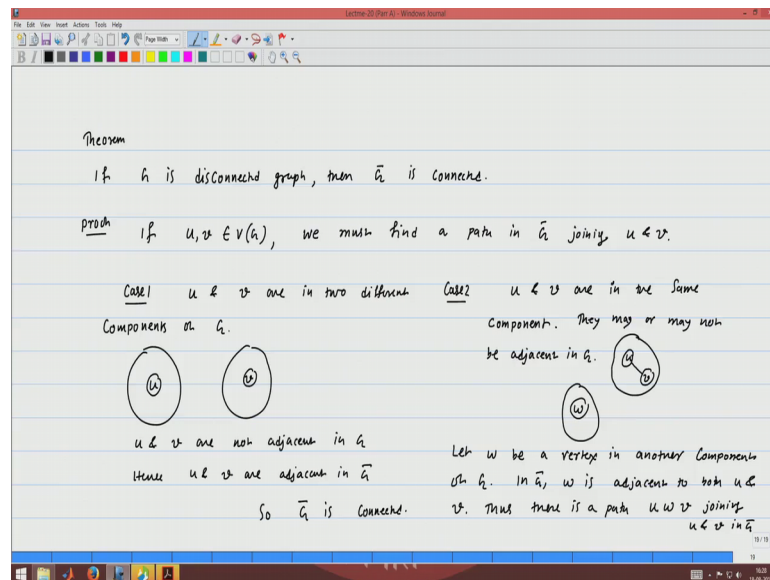 Lecture-20 (Part A) - Windows Journal
File Edit View Insert Actions Tools Help
Page Width
B I
Theorem
If G is disconnected graph, then G̅ is connected.
proof If u, v ∈ V(G), we must find a path in G̅ joining u & v.
Case 1 u & v are in two different
Components of G.
u v
u & v are not adjacent in G
Hence u & v are adjacent in G̅
So G̅ is connected.
Case 2 u & v are in the same
component. They may or may not
be adjacent in G.
u
v
w
Let w be a vertex in another Components
of G. In G̅, w is adjacent to both u &
v. Thus there is a path u w v joining
u & v in G̅
19 / 19
19
16:28